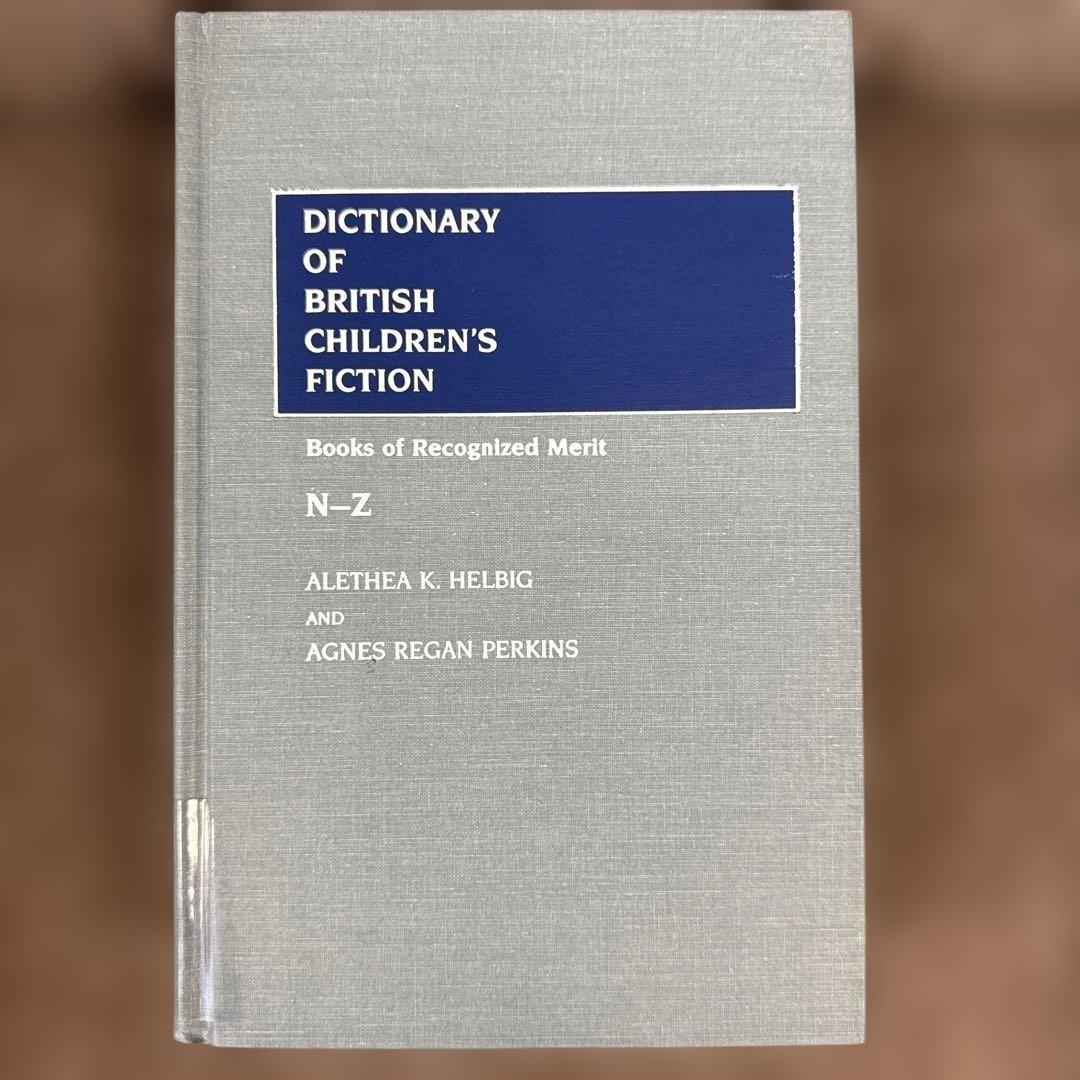 DICTIONARY
OF
BRITISH
CHILDREN'S
FICTION
Books of Recognized Merit
N–Z
ALETHEA K. HELBIG
AND
AGNES REGAN PERKINS